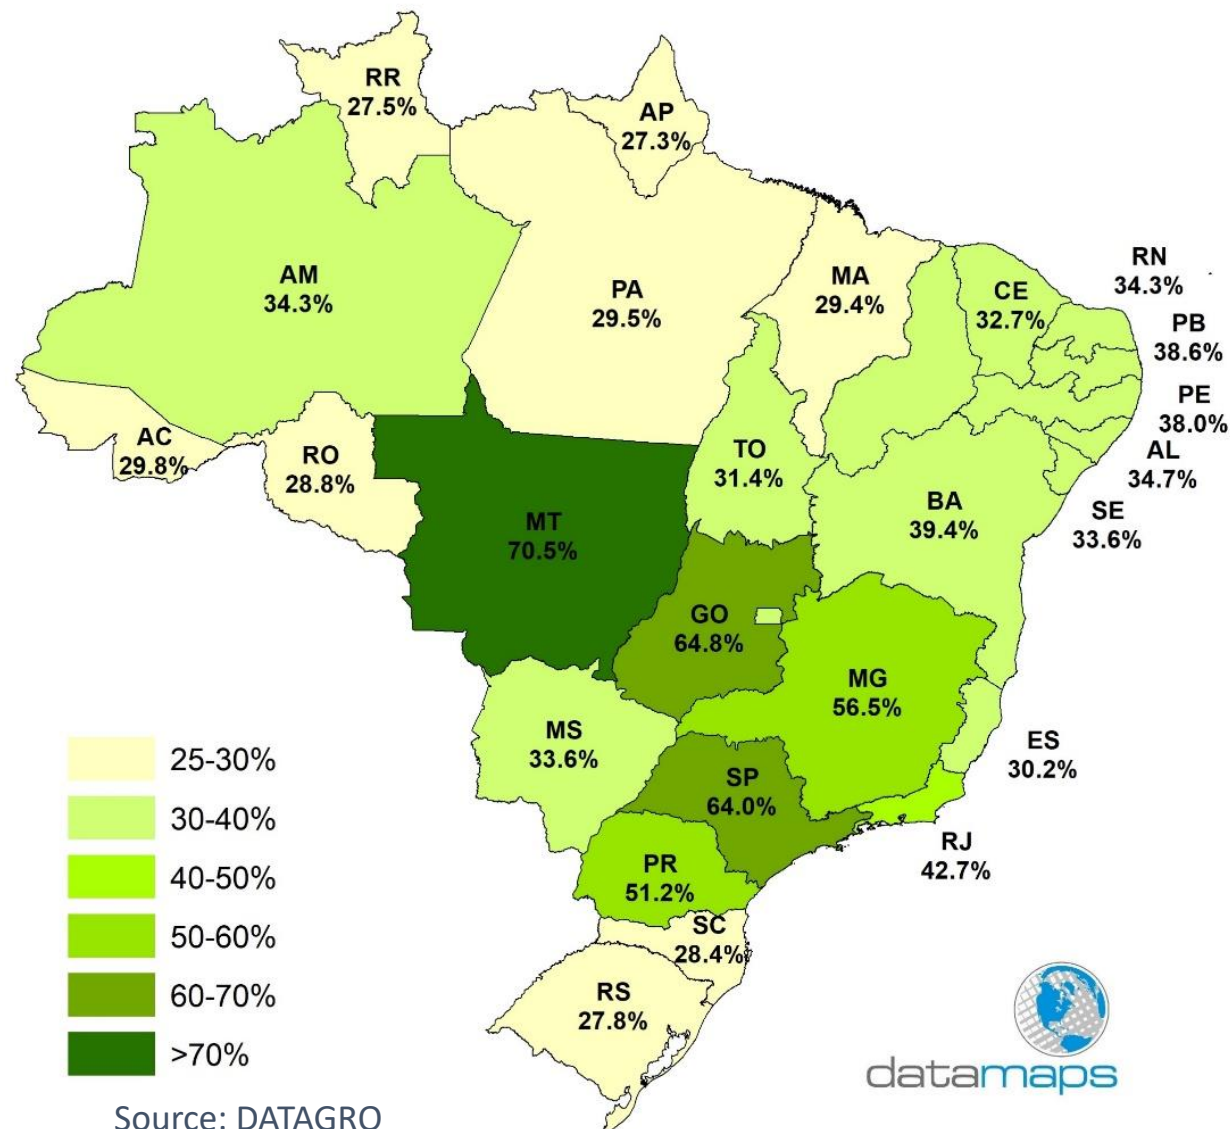 RR
27.5%
AP
27.3%
AM
34.3%
PA
29.5%
MA
29.4%
CE
32.7%
RN
34.3%
PB
38.6%
PE
38.0%
AL
34.7%
SE
33.6%
AC
29.8%
RO
28.8%
TO
31.4%
BA
39.4%
MT
70.5%
GO
64.8%
MG
56.5%
MS
33.6%
ES
30.2%
SP
64.0%
RJ
42.7%
PR
51.2%
SC
28.4%
RS
27.8%
25-30%
30-40%
40-50%
50-60%
60-70%
>70%
datamaps
Source: DATAGRO